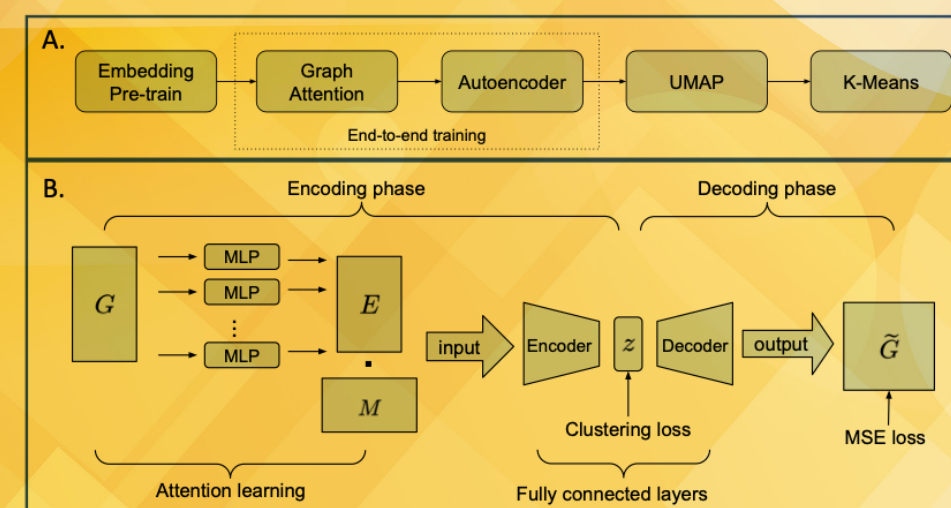 A.
Embedding
Pre-train
Graph
Attention
Autoencoder
UMAP
K-Means
End-to-end training
B.
Encoding phase
Decoding phase
G
MLP
MLP
⋮
MLP
E
·
M
input
Encoder
z
Decoder
output
G̃
Clustering loss
MSE loss
Attention learning
Fully connected layers